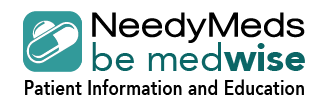 NeedyMeds
be medwise
Patient Information and Education